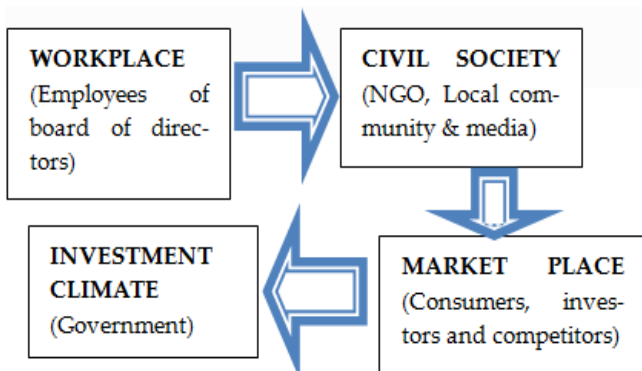 WORKPLACE
(Employees of
board of direc-
tors)
CIVIL SOCIETY
(NGO, Local com-
munity & media)
MARKET PLACE
(Consumers, inves-
tors and competitors)
INVESTMENT
CLIMATE
(Government)